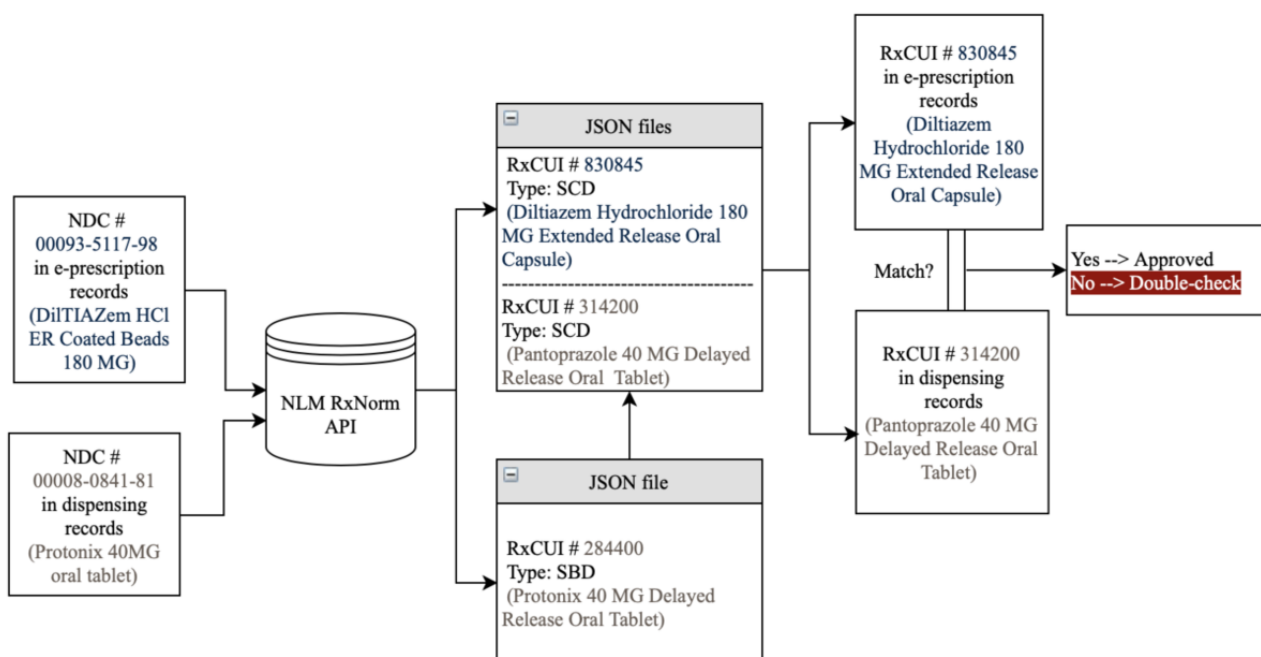 NDC #
00093-5117-98
in e-prescription
records
(DilTIAZem HCl
ER Coated Beads
180 MG)
NDC #
00008-0841-81
in dispensing
records
(Protonix 40MG
oral tablet)
NLM RxNorm
API
JSON files
RxCUI # 830845
Type: SCD
(Diltiazem Hydrochloride 180
MG Extended Release Oral
Capsule)
------------------------------------
RxCUI # 314200
Type: SCD
(Pantoprazole 40 MG Delayed
Release Oral Tablet)
JSON file
RxCUI # 284400
Type: SBD
(Protonix 40 MG Delayed
Release Oral Tablet)
RxCUI # 830845
in e-prescription
records
(Diltiazem
Hydrochloride 180
MG Extended Release
Oral Capsule)
Match?
RxCUI # 314200
in dispensing
records
(Pantoprazole 40 MG
Delayed Release Oral
Tablet)
Yes --> Approved
No --> Double-check